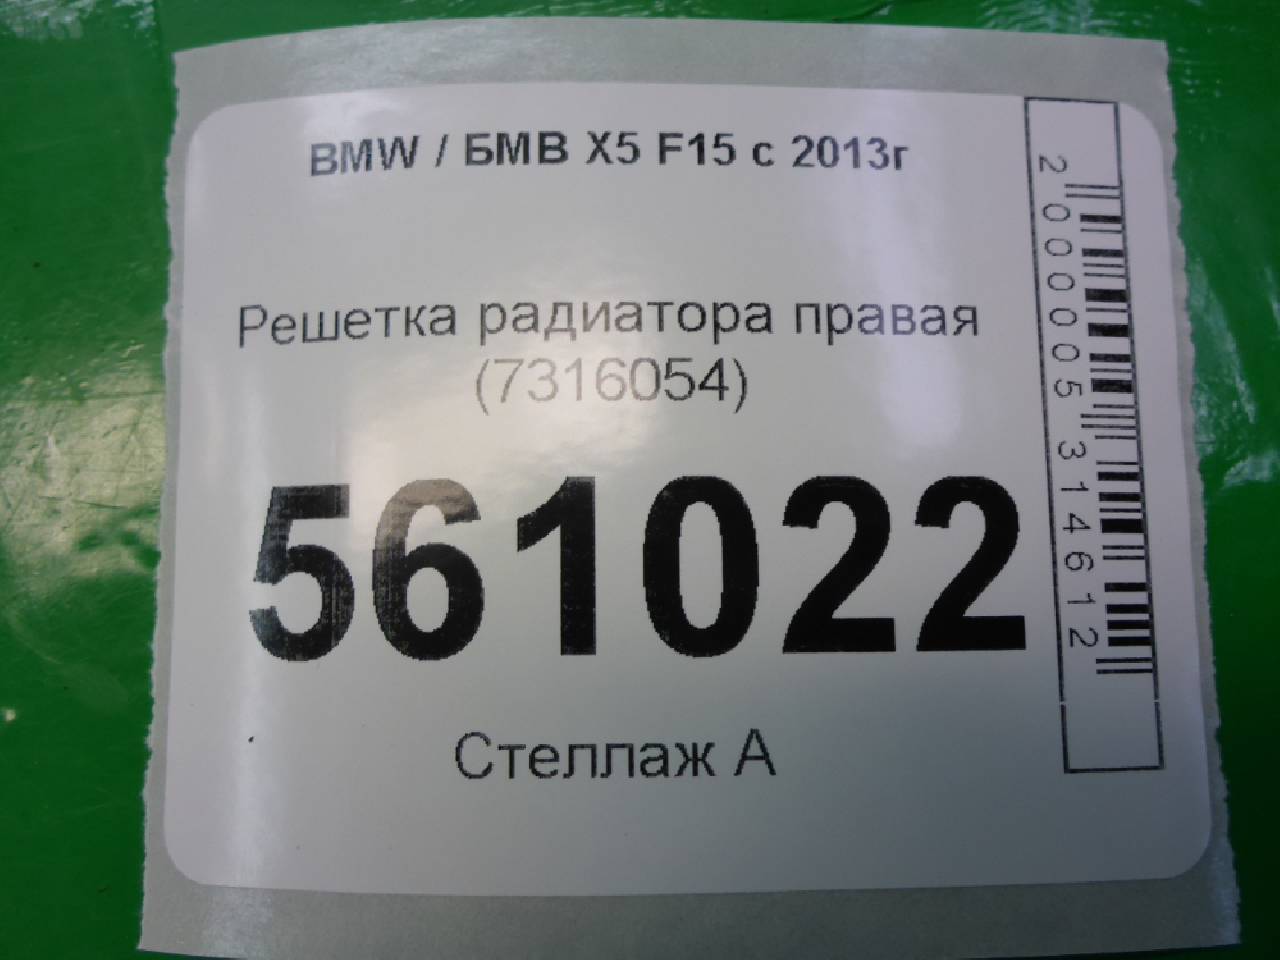 BMW / БМВ X5 F15 с 2013г
Решетка радиатора правая
(7316054)
561022
Стеллаж А
2000005314612